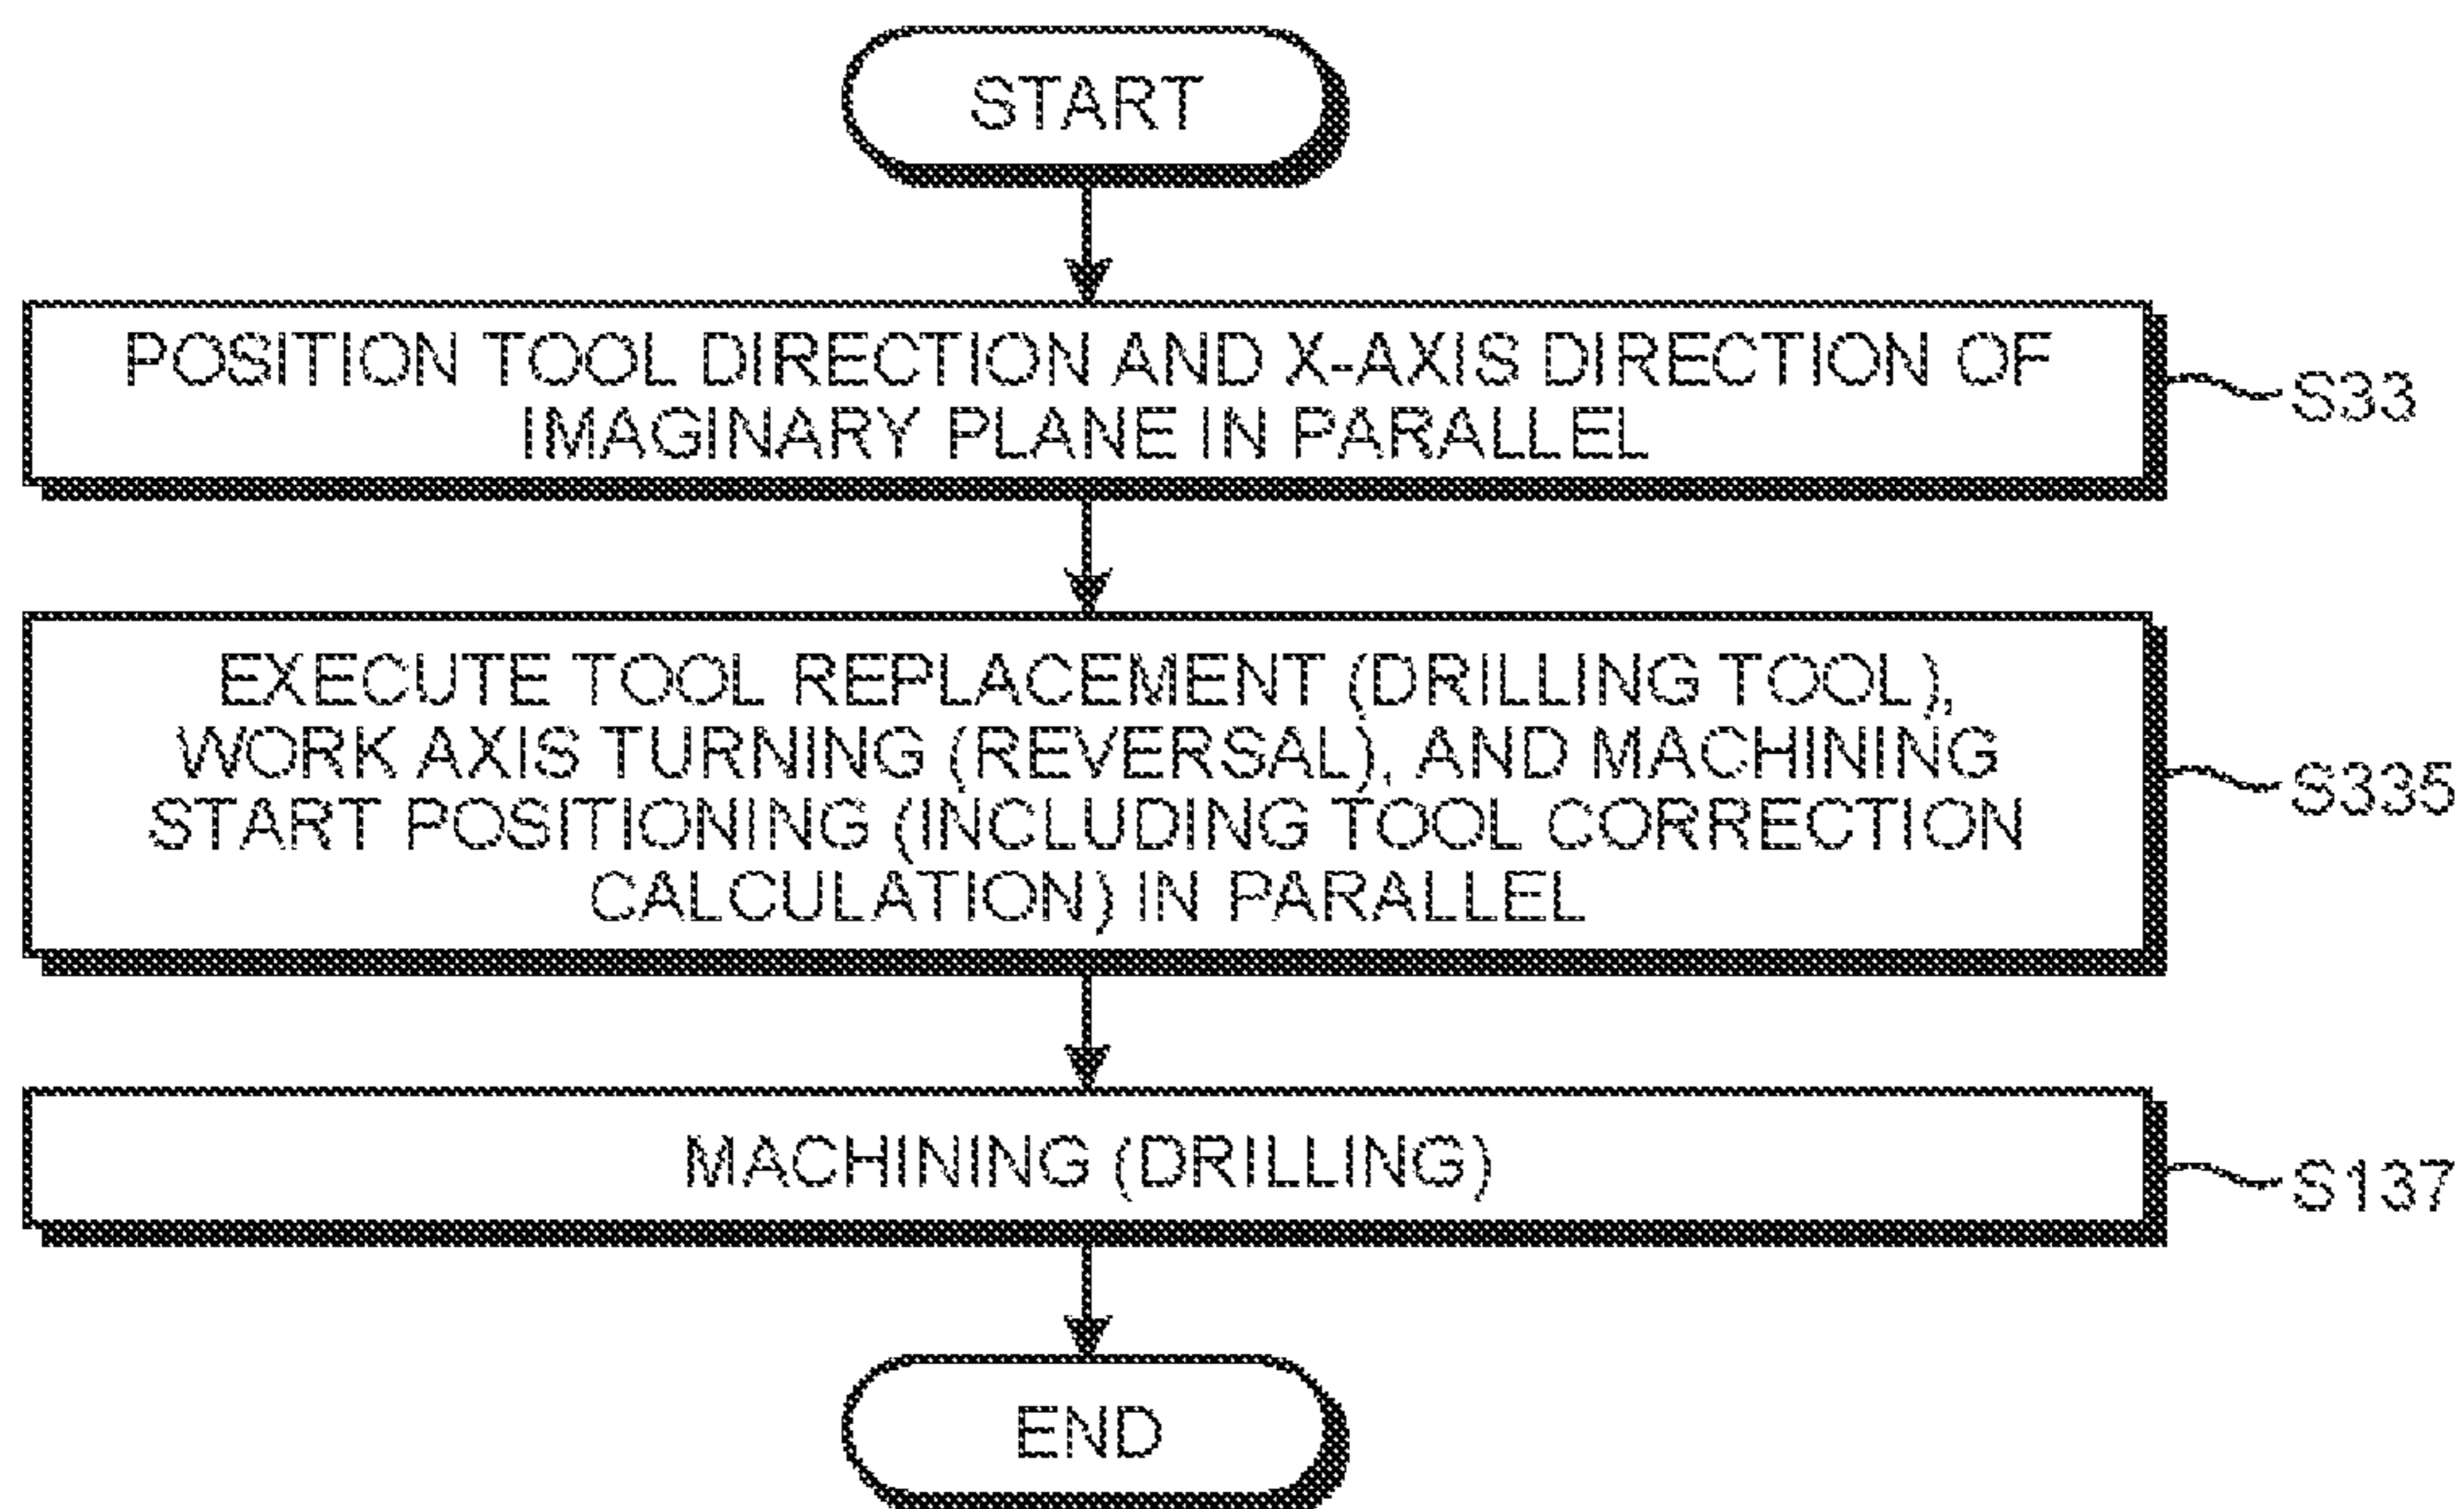 START
POSITION TOOL DIRECTION AND X-AXIS DIRECTION OF
IMAGINARY PLANE IN PARALLEL
S33
EXECUTE TOOL REPLACEMENT (DRILLING TOOL),
WORK AXIS TURNING (REVERSAL), AND MACHINING
START POSITIONING (INCLUDING TOOL CORRECTION
CALCULATION) IN PARALLEL
S335
MACHINING (DRILLING)
S137
END